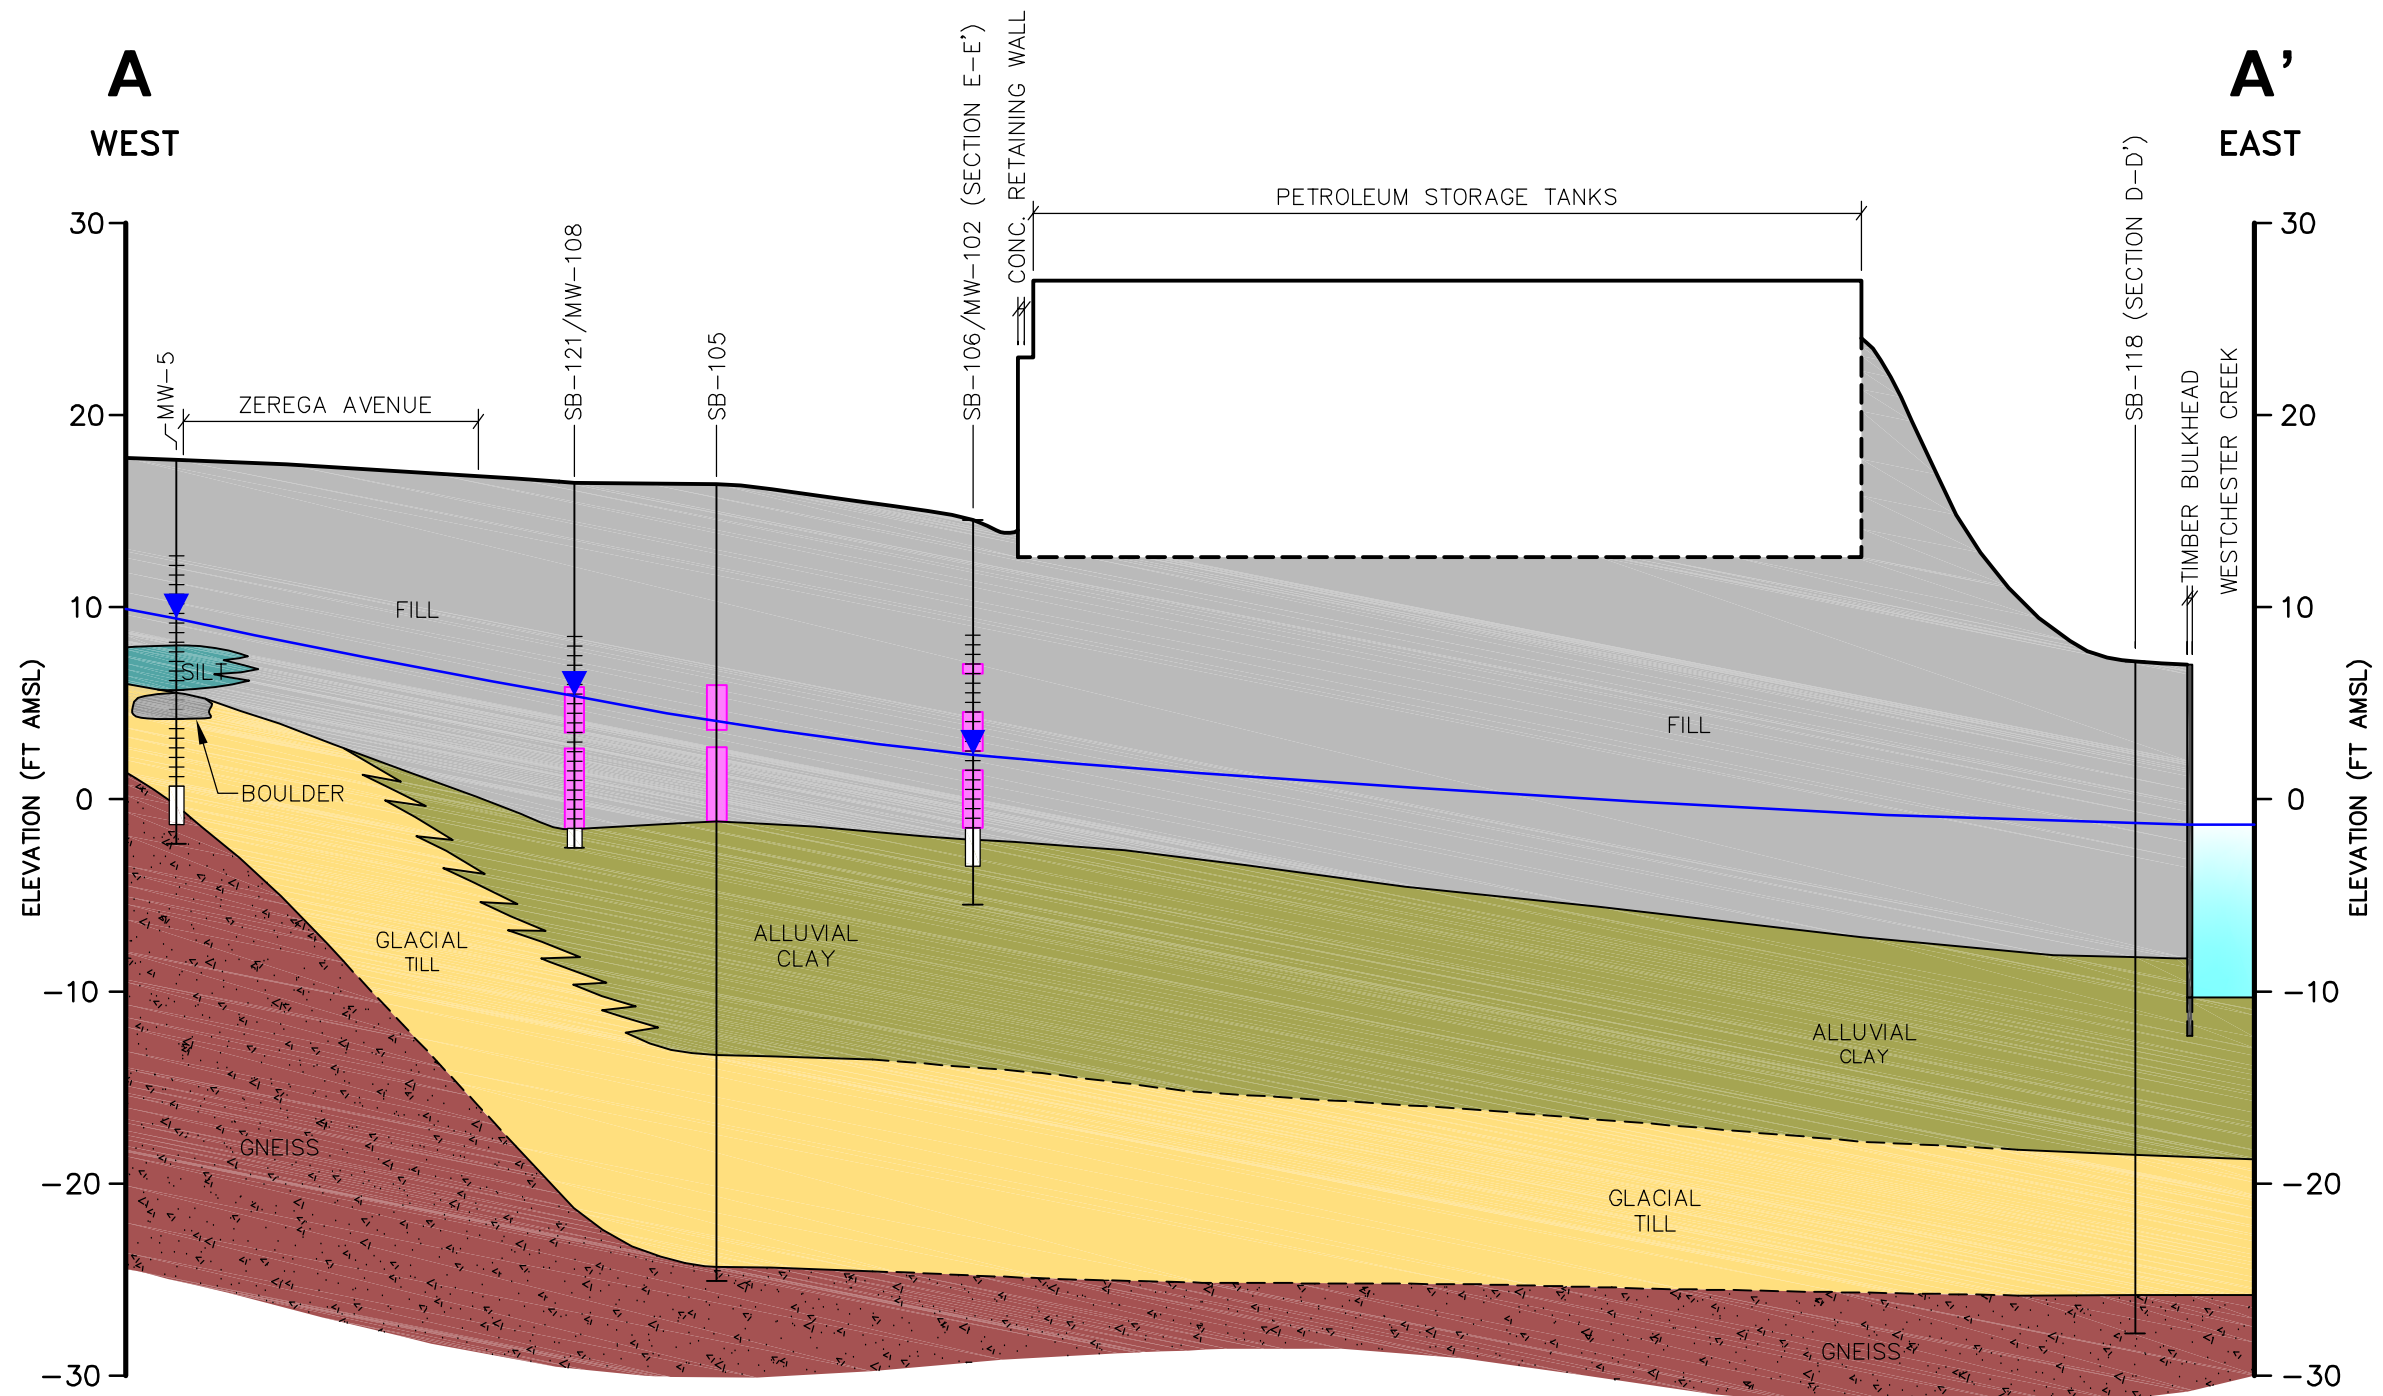 A
WEST
A'
EAST
PETROLEUM STORAGE TANKS
ZEREGA AVENUE
MW-5
SB-121/MW-108
SB-105
SB-106/MW-102 (SECTION E-E')
CONC. RETAINING WALL
SB-118 (SECTION D-D')
TIMBER BULKHEAD
WESTCHESTER CREEK
30
20
10
0
-10
-20
-30
ELEVATION (FT AMSL)
30
20
10
0
-10
-20
-30
ELEVATION (FT AMSL)
FILL
SILT
FILL
BOULDER
GLACIAL
TILL
ALLUVIAL
CLAY
ALLUVIAL
CLAY
GNEISS
GLACIAL
TILL
GNEISS